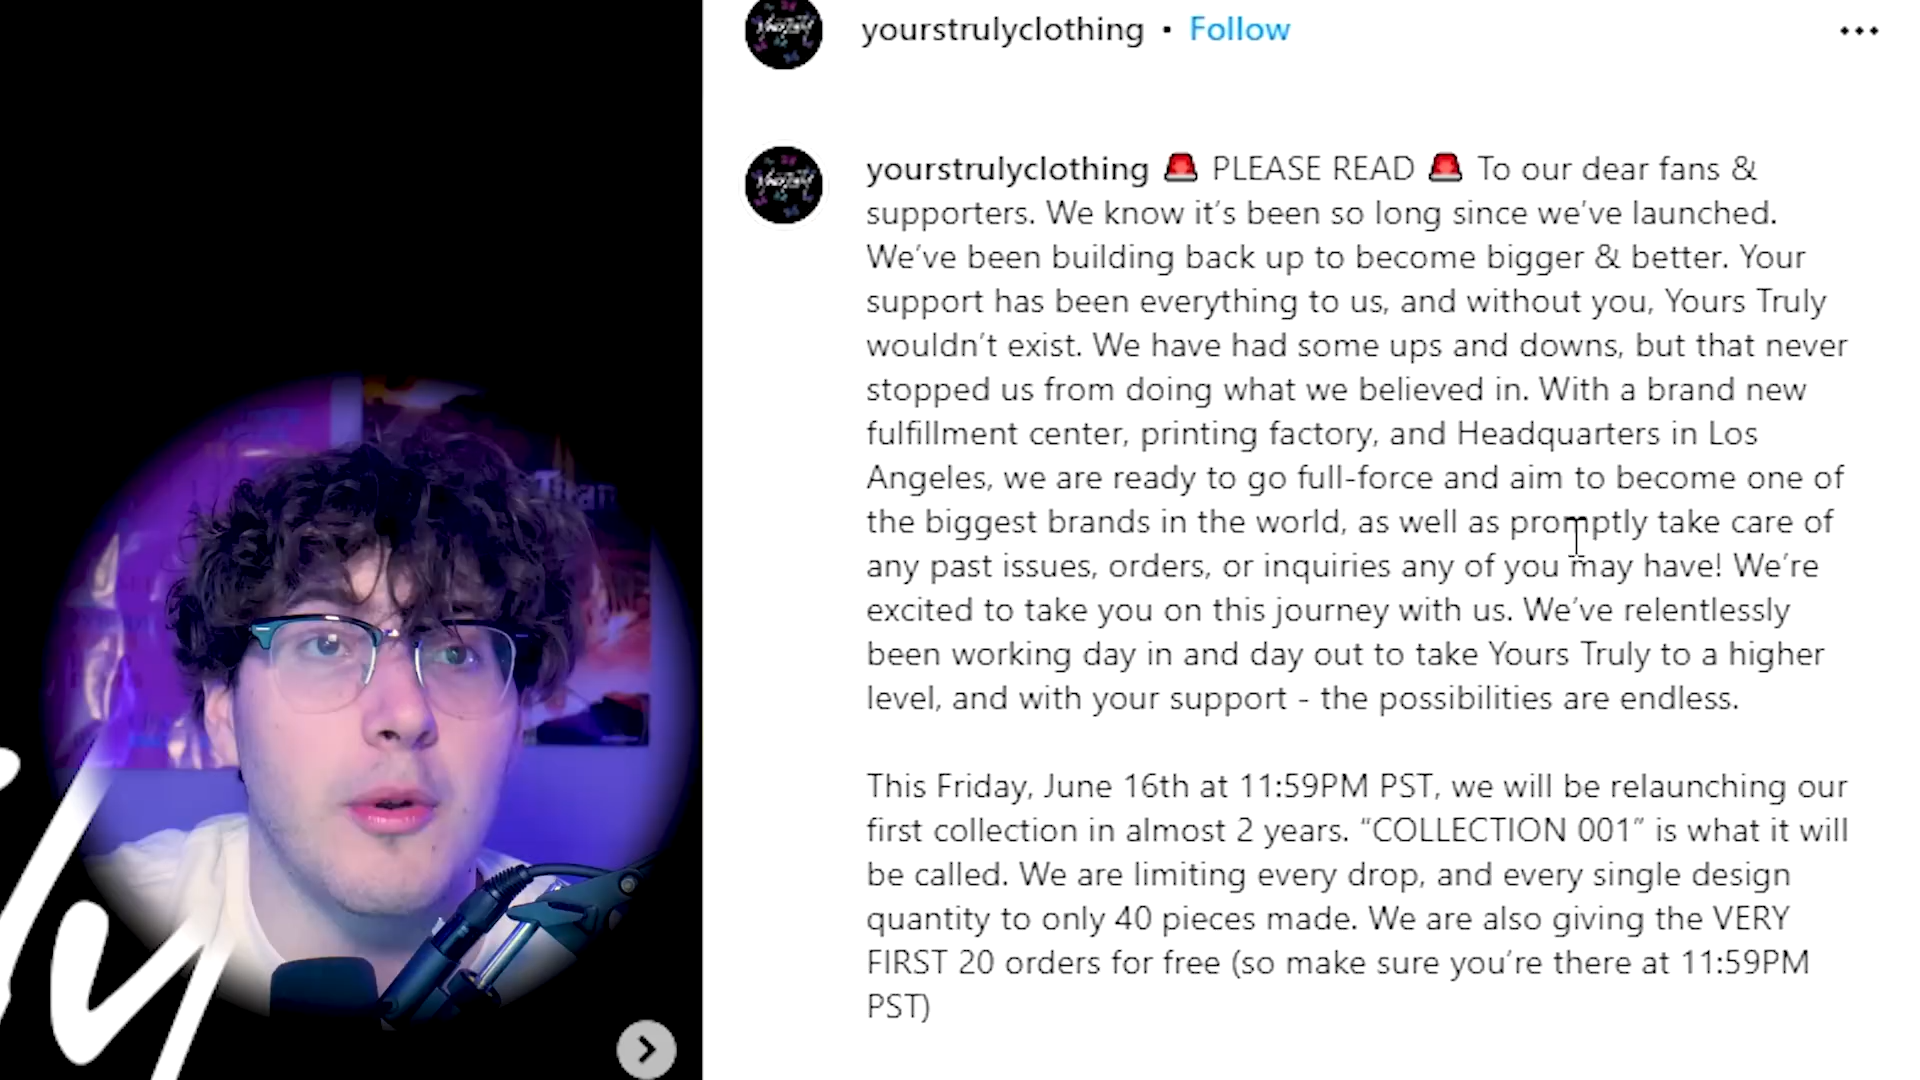 yourstrulyclothing • Follow
yourstrulyclothing 🚨 PLEASE READ 🚨 To our dear fans &
supporters. We know it's been so long since we've launched.
We've been building back up to become bigger & better. Your
support has been everything to us, and without you, Yours Truly
wouldn't exist. We have had some ups and downs, but that never
stopped us from doing what we believed in. With a brand new
fulfillment center, printing factory, and Headquarters in Los
Angeles, we are ready to go full-force and aim to become one of
the biggest brands in the world, as well as promptly take care of
any past issues, orders, or inquiries any of you may have! We're
excited to take you on this journey with us. We've relentlessly
been working day in and day out to take Yours Truly to a higher
level, and with your support - the possibilities are endless.
This Friday, June 16th at 11:59PM PST, we will be relaunching our
first collection in almost 2 years. “COLLECTION 001” is what it will
be called. We are limiting every drop, and every single design
quantity to only 40 pieces made. We are also giving the VERY
FIRST 20 orders for free (so make sure you're there at 11:59PM
PST)